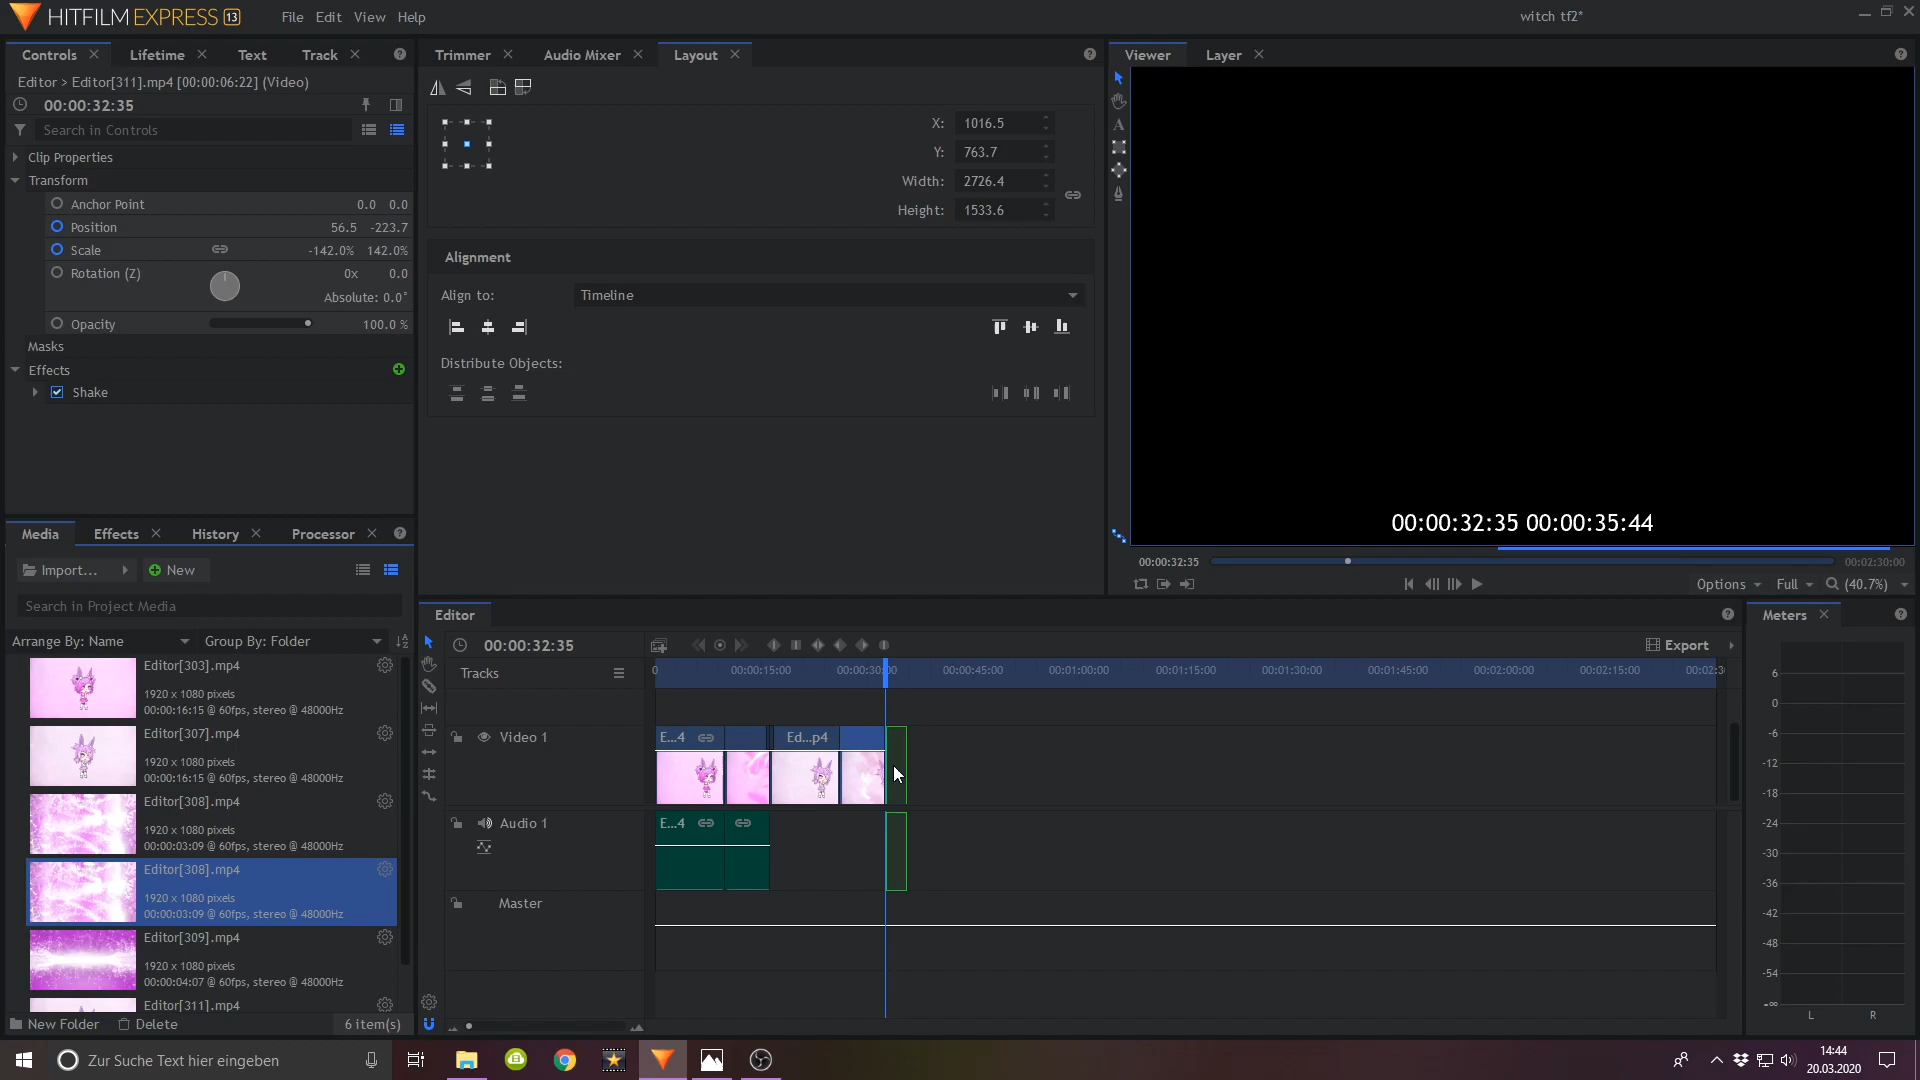 HITFILM EXPRESS 13
File Edit View Help
witch tf2*
Controls
Lifetime
Text
Track
Trimmer
Audio Mixer
Layout
Viewer
Layer
Editor > Editor[311].mp4 [00:00:06:22] (Video)
00:00:32:35
Search in Controls
Clip Properties
Transform
Anchor Point 0.0 0.0
Position 56.5 -223.7
Scale -142.0% 142.0%
Rotation (Z) 0x 0.0
Absolute: 0.0°
Opacity 100.0 %
Masks
Effects
Shake
X: 1016.5
Y: 763.7
Width: 2726.4
Height: 1533.6
Alignment
Align to: Timeline
Distribute Objects:
A
00:00:32:35 00:00:35:44
00:00:32:35
00:02:30:00
Options Full (40.7%)
Media
Effects
History
Processor
Import...
New
Search in Project Media
Arrange By: Name Group By: Folder
Editor[303].mp4
1920 x 1080 pixels
00:00:16:15 @ 60fps, stereo @ 48000Hz
Editor[307].mp4
1920 x 1080 pixels
00:00:16:15 @ 60fps, stereo @ 48000Hz
Editor[308].mp4
1920 x 1080 pixels
00:00:03:09 @ 60fps, stereo @ 48000Hz
Editor[308].mp4
1920 x 1080 pixels
00:00:03:09 @ 60fps, stereo @ 48000Hz
Editor[309].mp4
1920 x 1080 pixels
00:00:04:07 @ 60fps, stereo @ 48000Hz
Editor[311].mp4
New Folder
Delete
6 item(s)
Editor
00:00:32:35
Export
Tracks
0 00:00:15:00 00:00:30:00 00:00:45:00 00:01:00:00 00:01:15:00 00:01:30:00 00:01:45:00 00:02:00:00 00:02:15:00 00:02:3
Video 1
E...4
Ed...p4
Audio 1
E...4
Master
Meters
6
0
-6
-12
-18
-24
-30
-36
-42
-48
-54
-∞
L R
Zur Suche Text hier eingeben
14:44
20.03.2020